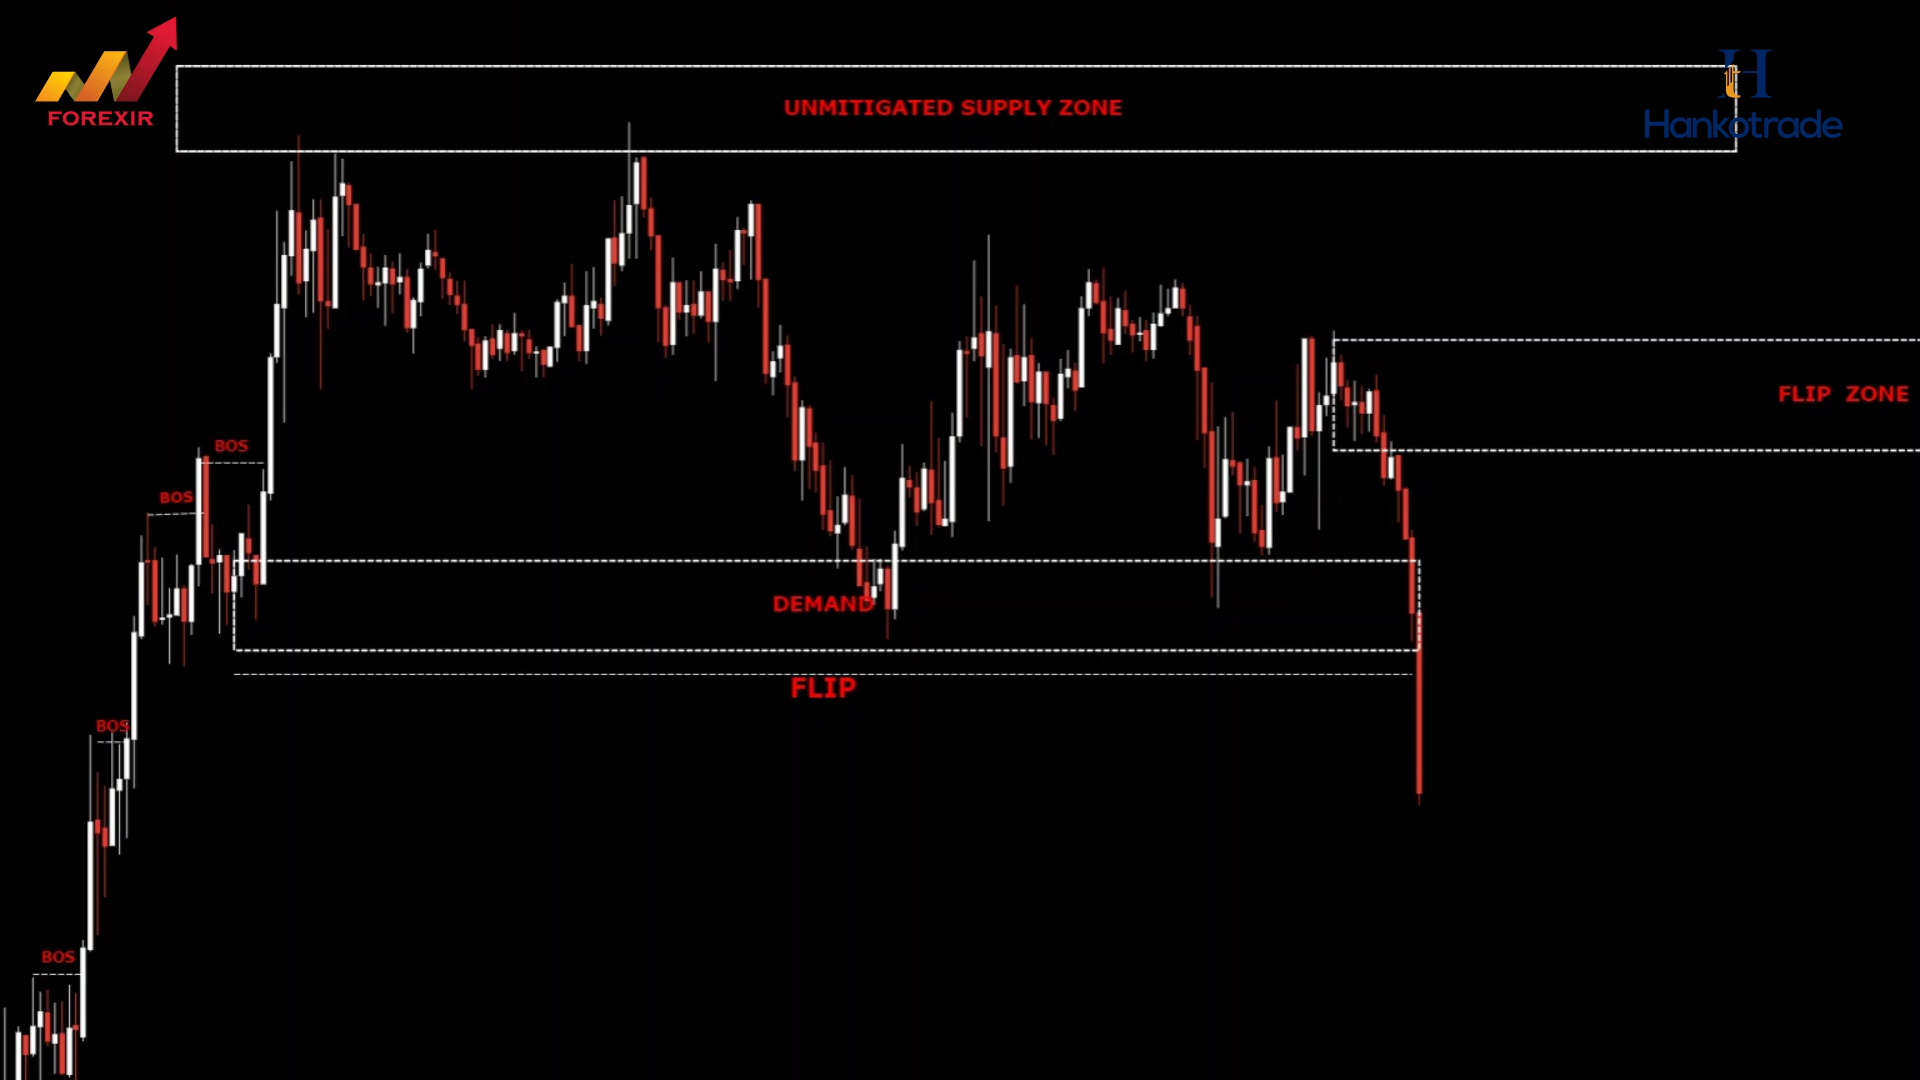 FOREXIR
UNMITIGATED SUPPLY ZONE
H
Hankotrade
FLIP ZONE
BOS
BOS
DEMAND
FLIP
BOS
BOS